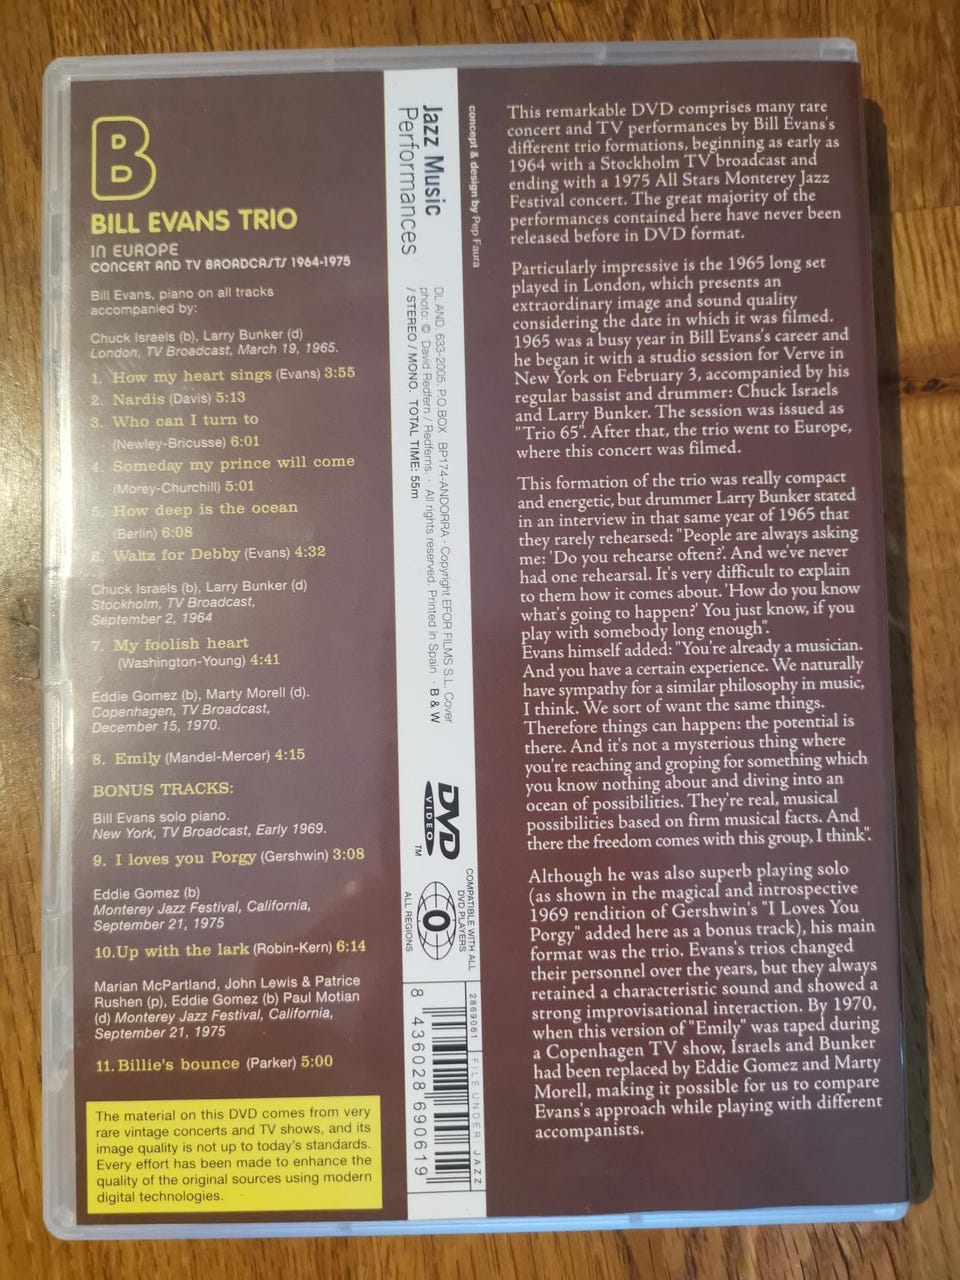 B
BILL EVANS TRIO
IN EUROPE
CONCERT AND TV BROADCASTS 1964-1975
Bill Evans, piano on all tracks
accompanied by:
Chuck Israels (b), Larry Bunker (d)
London, TV Broadcast, March 19, 1965.
1. How my heart sings (Evans) 3:55
2. Nardis (Davis) 5:13
3. Who can I turn to
(Newley-Bricusse) 6:01
4. Someday my prince will come
(Morey-Churchill) 5:01
5. How deep is the ocean
(Berlin) 6:08
6. Waltz for Debby (Evans) 4:32
Chuck Israels (b), Larry Bunker (d)
Stockholm, TV Broadcast,
September 2, 1964
7. My foolish heart
(Washington-Young) 4:41
Eddie Gomez (b), Marty Morell (d).
Copenhagen, TV Broadcast,
December 15, 1970.
8. Emily (Mandel-Mercer) 4:15
BONUS TRACKS:
Bill Evans solo piano.
New York, TV Broadcast, Early 1969.
9. I loves you Porgy (Gershwin) 3:08
Eddie Gomez (b)
Monterey Jazz Festival, California,
September 21, 1975
10. Up with the lark (Robin-Kern) 6:14
Marian McPartland, John Lewis & Patrice
Rushen (p), Eddie Gomez (b) Paul Motian
(d) Monterey Jazz Festival, California,
September 21, 1975
11. Billie's bounce (Parker) 5:00
The material on this DVD comes from very
rare vintage concerts and TV shows, and its
image quality is not up to today's standards.
Every effort has been made to enhance the
quality of the original sources using modern
digital technologies.
Jazz Music
Performances
concept & design by Pep Faura
DL AND. 633-2005. P.O.BOX BP174-ANDORRA · Copyright EFOR FILMS S.L. Cover
photo: © David Redfern / Redferns. · All rights reserved. Printed in Spain · B & W
/ STEREO / MONO. TOTAL TIME: 55m
DVD
VIDEO
TM
COMPATIBLE WITH ALL
DVD PLAYERS
0
ALL REGIONS
2869061 FILE UNDER: JAZZ
8 436028 690619
This remarkable DVD comprises many rare
concert and TV performances by Bill Evans's
different trio formations, beginning as early as
1964 with a Stockholm TV broadcast and
ending with a 1975 All Stars Monterey Jazz
Festival concert. The great majority of the
performances contained here have never been
released before in DVD format.
Particularly impressive is the 1965 long set
played in London, which presents an
extraordinary image and sound quality
considering the date in which it was filmed.
1965 was a busy year in Bill Evans's career and
he began it with a studio session for Verve in
New York on February 3, accompanied by his
regular bassist and drummer: Chuck Israels
and Larry Bunker. The session was issued as
"Trio 65". After that, the trio went to Europe,
where this concert was filmed.
This formation of the trio was really compact
and energetic, but drummer Larry Bunker stated
in an interview in that same year of 1965 that
they rarely rehearsed: "People are always asking
me: 'Do you rehearse often?'. And we've never
had one rehearsal. It's very difficult to explain
to them how it comes about. 'How do you know
what's going to happen?' You just know, if you
play with somebody long enough".
Evans himself added: "You're already a musician.
And you have a certain experience. We naturally
have sympathy for a similar philosophy in music,
I think. We sort of want the same things.
Therefore things can happen: the potential is
there. And it's not a mysterious thing where
you're reaching and groping for something which
you know nothing about and diving into an
ocean of possibilities. They're real, musical
possibilities based on firm musical facts. And
there the freedom comes with this group, I think".
Although he was also superb playing solo
(as shown in the magical and introspective
1969 rendition of Gershwin's "I Loves You
Porgy" added here as a bonus track), his main
format was the trio. Evans's trios changed
their personnel over the years, but they always
retained a characteristic sound and showed a
strong improvisational interaction. By 1970,
when this version of "Emily" was taped during
a Copenhagen TV show, Israels and Bunker
had been replaced by Eddie Gomez and Marty
Morell, making it possible for us to compare
Evans's approach while playing with different
accompanists.